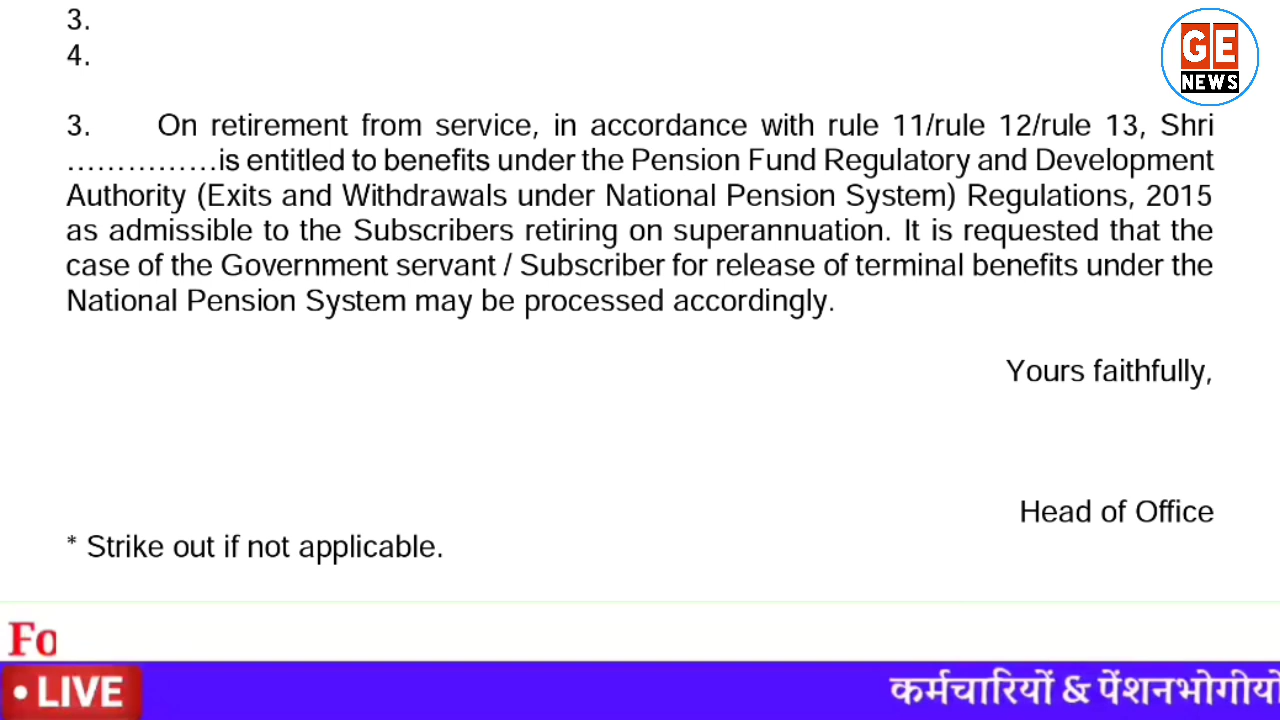 3.
4.
GE
NEWS
3. On retirement from service, in accordance with rule 11/rule 12/rule 13, Shri
……………is entitled to benefits under the Pension Fund Regulatory and Development
Authority (Exits and Withdrawals under National Pension System) Regulations, 2015
as admissible to the Subscribers retiring on superannuation. It is requested that the
case of the Government servant / Subscriber for release of terminal benefits under the
National Pension System may be processed accordingly.
Yours faithfully,
Head of Office
* Strike out if not applicable.
Fo
• LIVE
कर्मचारियों & पेंशनभोगीयों